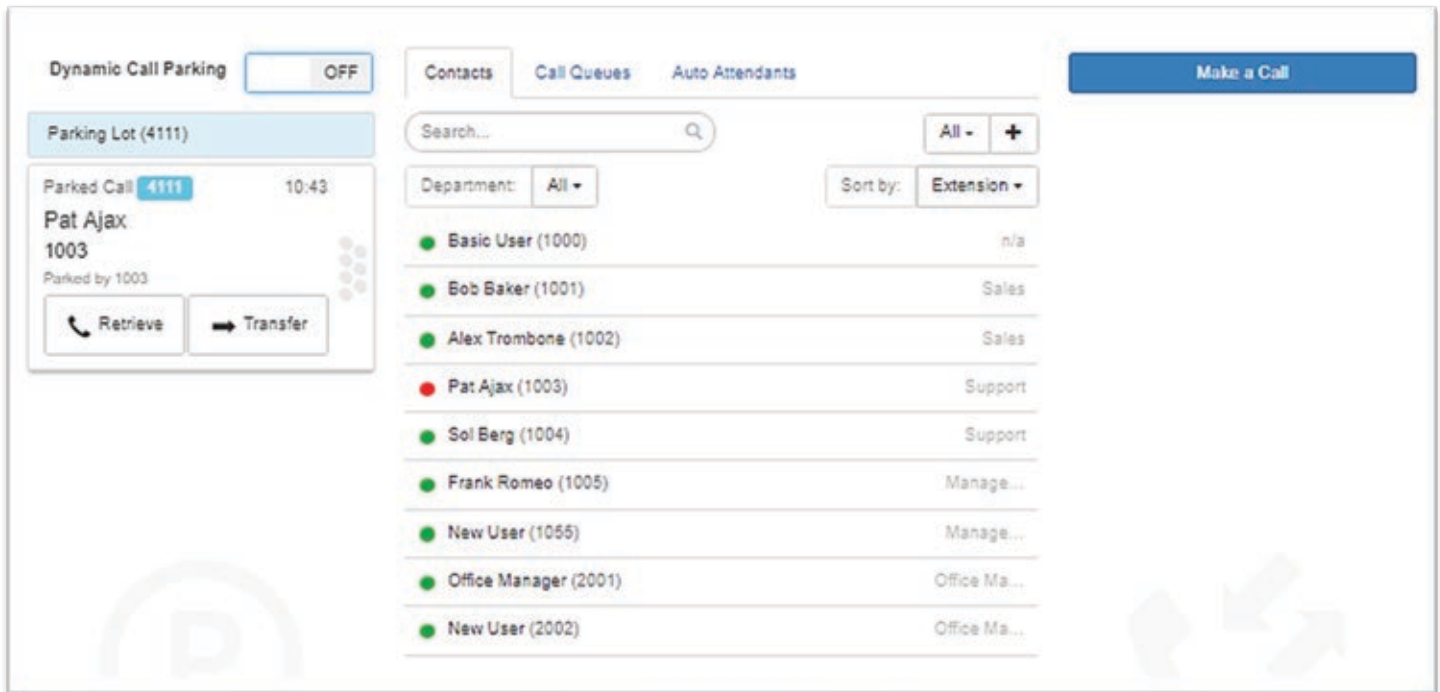 Dynamic Call Parking OFF
Parking Lot (4111)
Parked Call 4111 10:43
Pat Ajax
1003
Parked by 1003
Retrieve Transfer
Contacts Call Queues Auto Attendants
Search...
All +
Department: All
Sort by: Extension
Basic User (1000) n/a
Bob Baker (1001) Sales
Alex Trombone (1002) Sales
Pat Ajax (1003) Support
Sol Berg (1004) Support
Frank Romeo (1005) Manage...
New User (1055) Manage...
Office Manager (2001) Office Ma...
New User (2002) Office Ma...
Make a Call
P